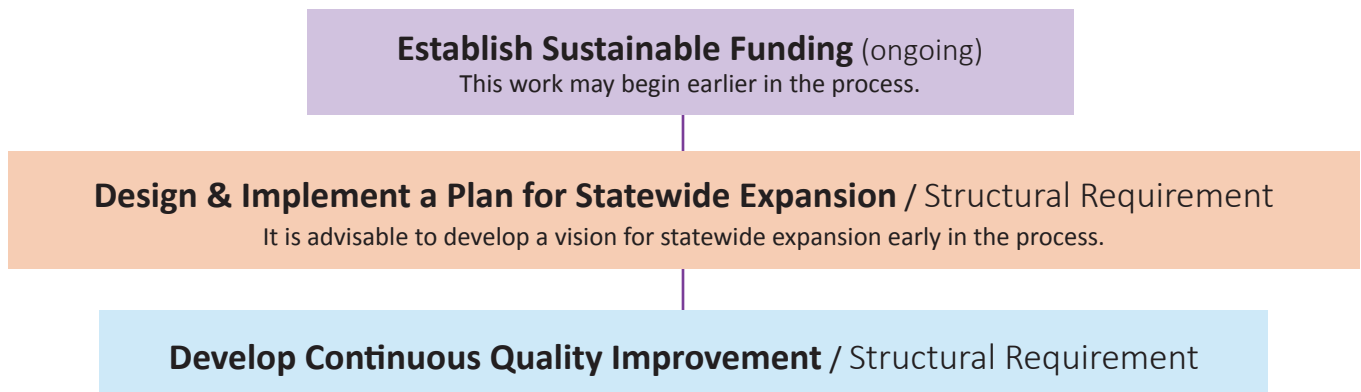 Establish Sustainable Funding (ongoing)
This work may begin earlier in the process.
Design & Implement a Plan for Statewide Expansion / Structural Requirement
It is advisable to develop a vision for statewide expansion early in the process.
Develop Continuous Quality Improvement / Structural Requirement